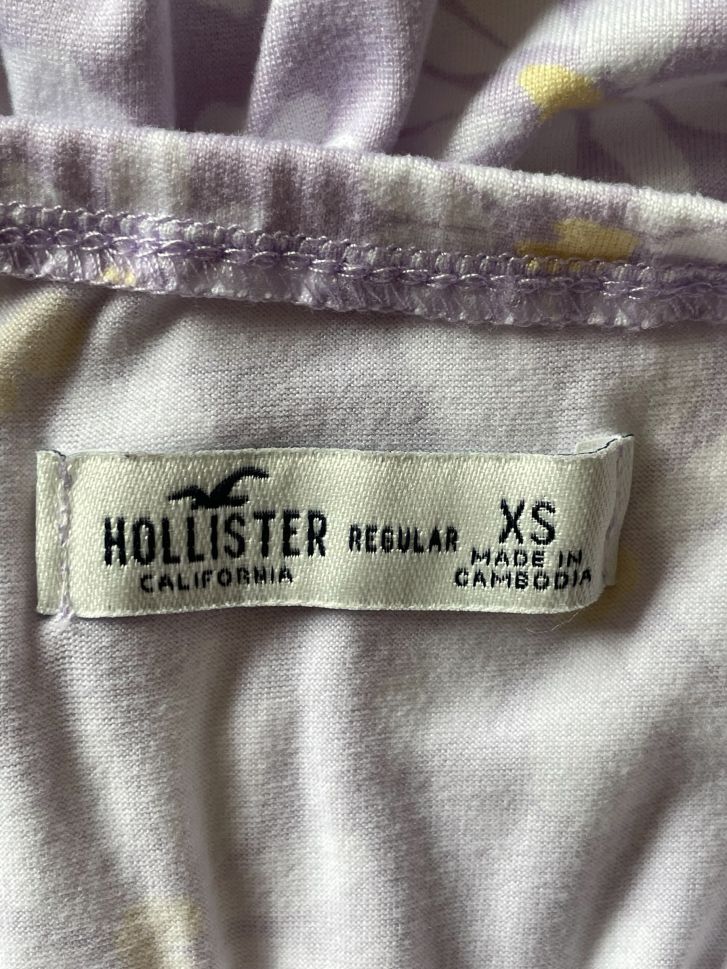 HOLLISTER
CALIFORNIA
REGULAR
XS
MADE IN
CAMBODIA